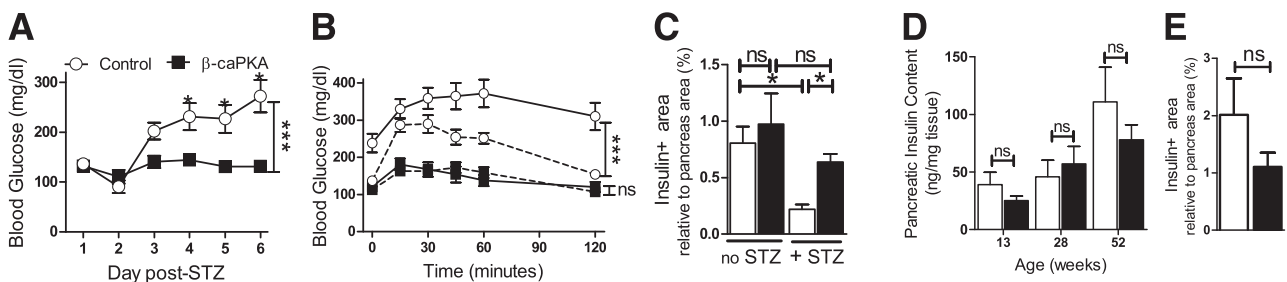 A
Control
β-caPKA
Blood Glucose (mg/dl)
300
200
100
0
*
*
*
***
1 2 3 4 5 6
Day post-STZ
B
Blood Glucose (mg/dl)
400
300
200
100
0
***
ns
0 30 60 90 120
Time (minutes)
C
Insulin+ area
relative to pancreas area (%)
1.5
1.0
0.5
0.0
ns
ns
*
*
no STZ + STZ
D
Pancreatic Insulin Content
(ng/mg tissue)
150
100
50
0
ns
ns
ns
13 28 52
Age (weeks)
E
Insulin+ area
relative to pancreas area (%)
3
2
1
0
ns